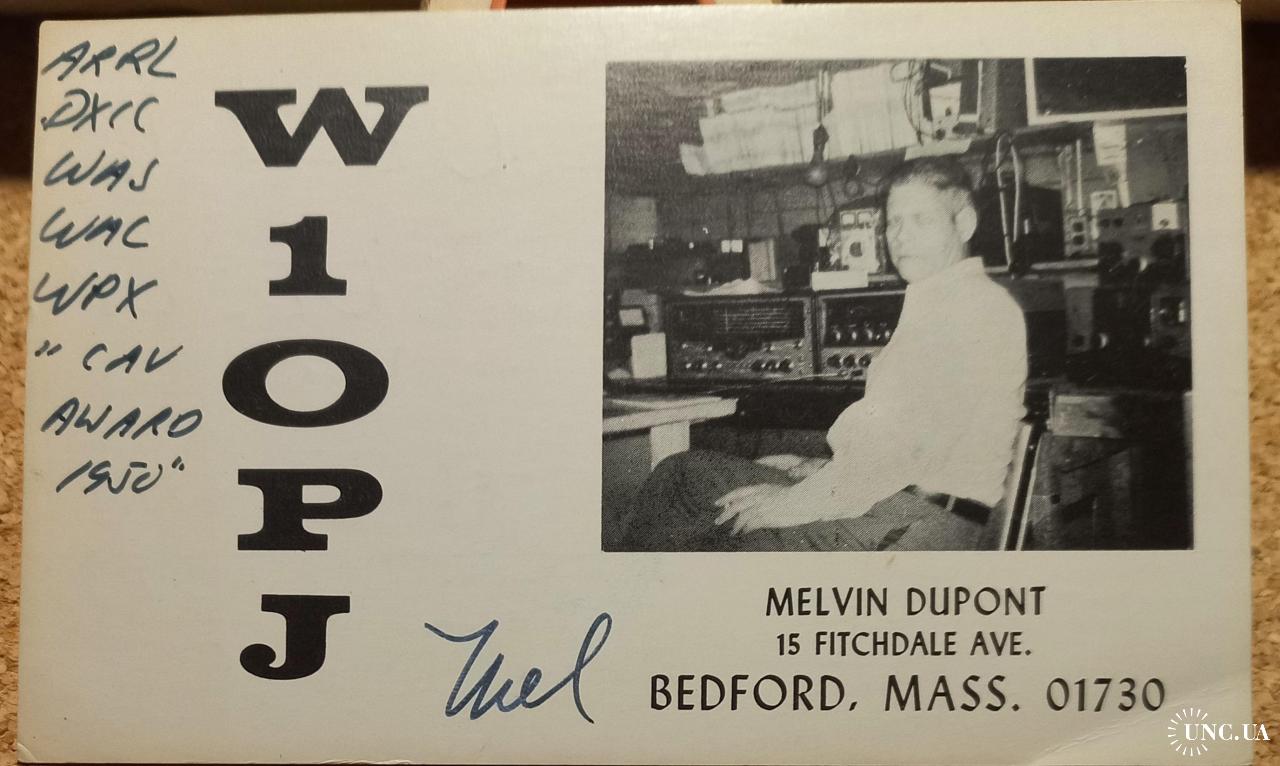 ARRL
DXCC
WAS
WAC
WPX
"CAV
AWARD
1950"
W
1
O
P
J
Mel
MELVIN DUPONT
15 FITCHDALE AVE.
BEDFORD, MASS. 01730
UNC.UA